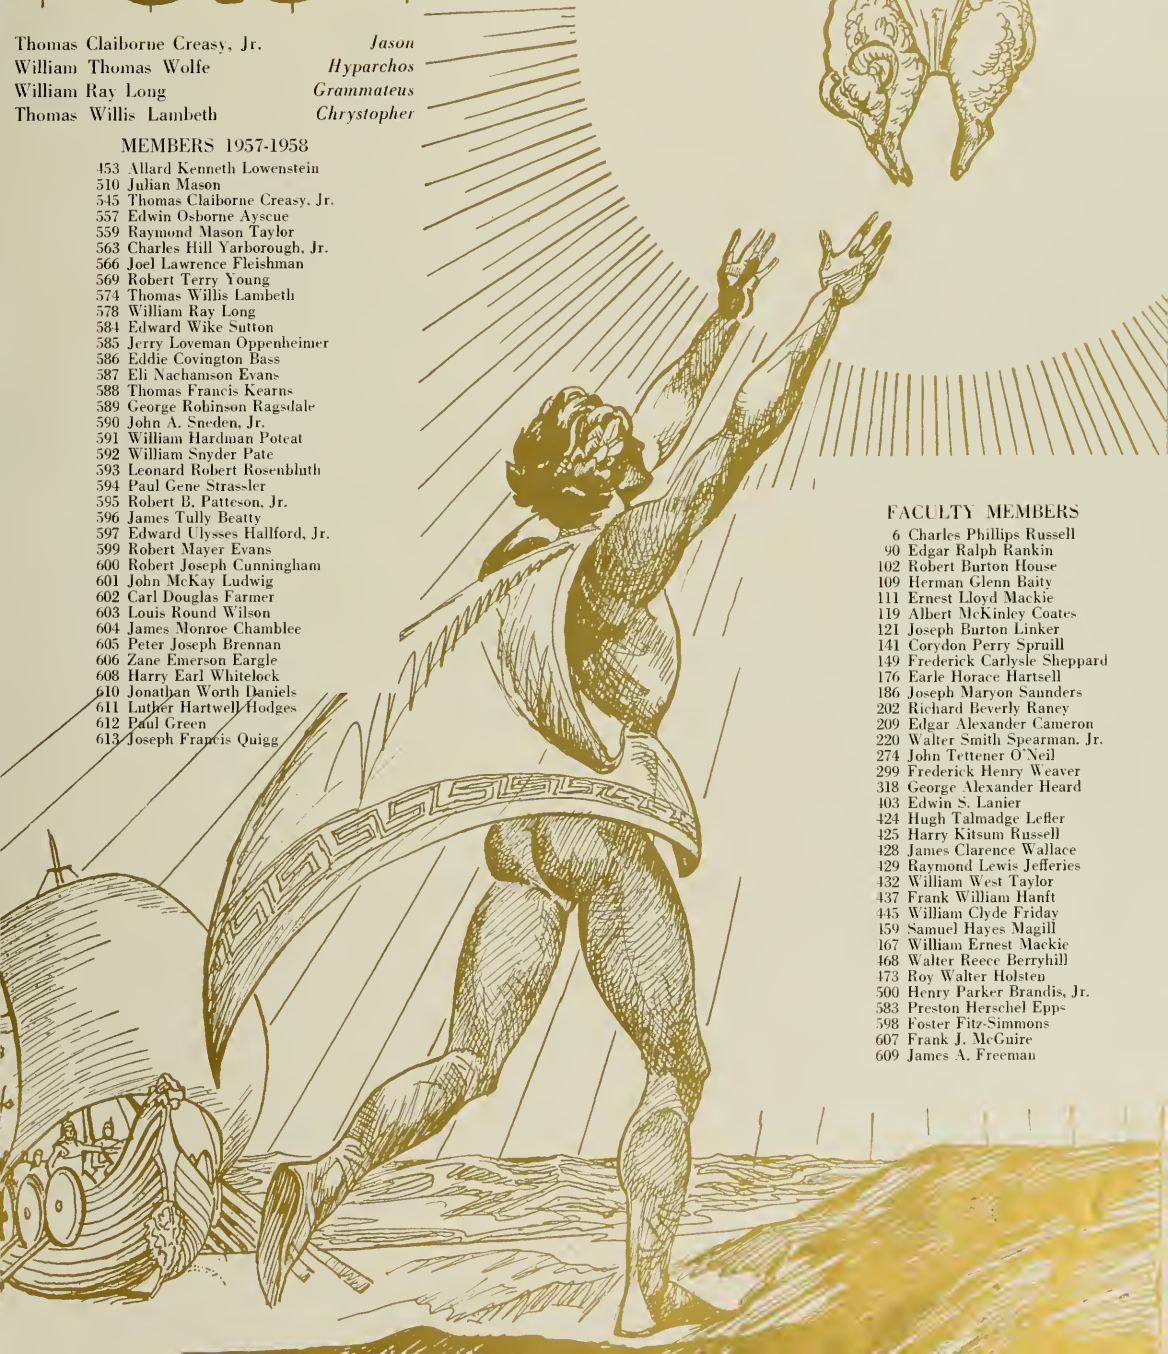 Thomas Claiborne Creasy, Jr. Jason
William Thomas Wolfe Hyparchos
William Ray Long Grammateus
Thomas Willis Lambeth Chrystopher
MEMBERS 1957-1958
453 Allard Kenneth Lowenstein
510 Julian Mason
545 Thomas Claiborne Creasy, Jr.
557 Edwin Osborne Ayscue
559 Raymond Mason Taylor
563 Charles Hill Yarborough, Jr.
566 Joel Lawrence Fleishman
569 Robert Terry Young
574 Thomas Willis Lambeth
578 William Ray Long
584 Edward Wike Sutton
585 Jerry Loveman Oppenheimer
586 Eddie Covington Bass
587 Eli Nachamson Evans
588 Thomas Francis Kearns
589 George Robinson Ragsdale
590 John A. Sneden, Jr.
591 William Hardman Poteat
592 William Snyder Pate
593 Leonard Robert Rosenbluth
594 Paul Gene Strassler
595 Robert B. Patteson, Jr.
596 James Tully Beatty
597 Edward Ulysses Hallford, Jr.
599 Robert Mayer Evans
600 Robert Joseph Cunningham
601 John McKay Ludwig
602 Carl Douglas Farmer
603 Louis Round Wilson
604 James Monroe Chamblee
605 Peter Joseph Brennan
606 Zane Emerson Eargle
608 Harry Earl Whitelock
610 Jonathan Worth Daniels
611 Luther Hartwell Hodges
612 Paul Green
613 Joseph Francis Quigg
FACULTY MEMBERS
6 Charles Phillips Russell
90 Edgar Ralph Rankin
102 Robert Burton House
109 Herman Glenn Baity
111 Ernest Lloyd Mackie
119 Albert McKinley Coates
121 Joseph Burton Linker
141 Corydon Perry Spruill
149 Frederick Carlysle Sheppard
176 Earle Horace Hartsell
186 Joseph Maryon Saunders
202 Richard Beverly Raney
209 Edgar Alexander Cameron
220 Walter Smith Spearman, Jr.
274 John Tettener O'Neil
299 Frederick Henry Weaver
318 George Alexander Heard
403 Edwin S. Lanier
424 Hugh Talmadge Lefler
425 Harry Kitsum Russell
428 James Clarence Wallace
429 Raymond Lewis Jefferies
432 William West Taylor
437 Frank William Hanft
445 William Clyde Friday
459 Samuel Hayes Magill
467 William Ernest Mackie
468 Walter Reece Berryhill
473 Roy Walter Holsten
500 Henry Parker Brandis, Jr.
583 Preston Herschel Epps
598 Foster Fitz-Simmons
607 Frank J. McGuire
609 James A. Freeman